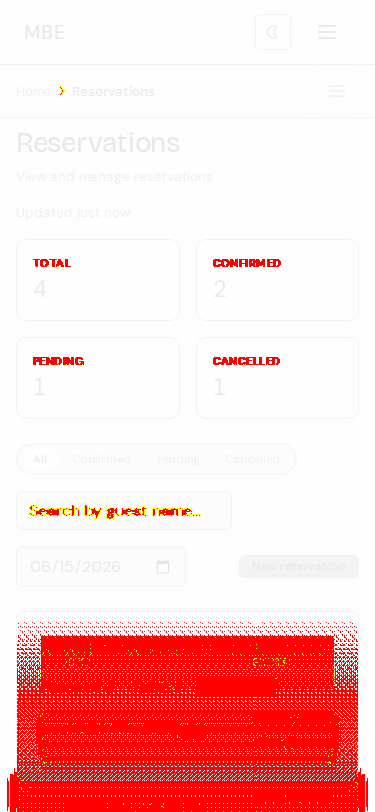 MBE
Home Reservations
Reservations
View and manage reservations
Updated just now
TOTAL CONFIRMED
4 2
PENDING CANCELLED
1 1
All Confirmed Pending Cancelled
Search by guest name...
06/15/2026 New reservation